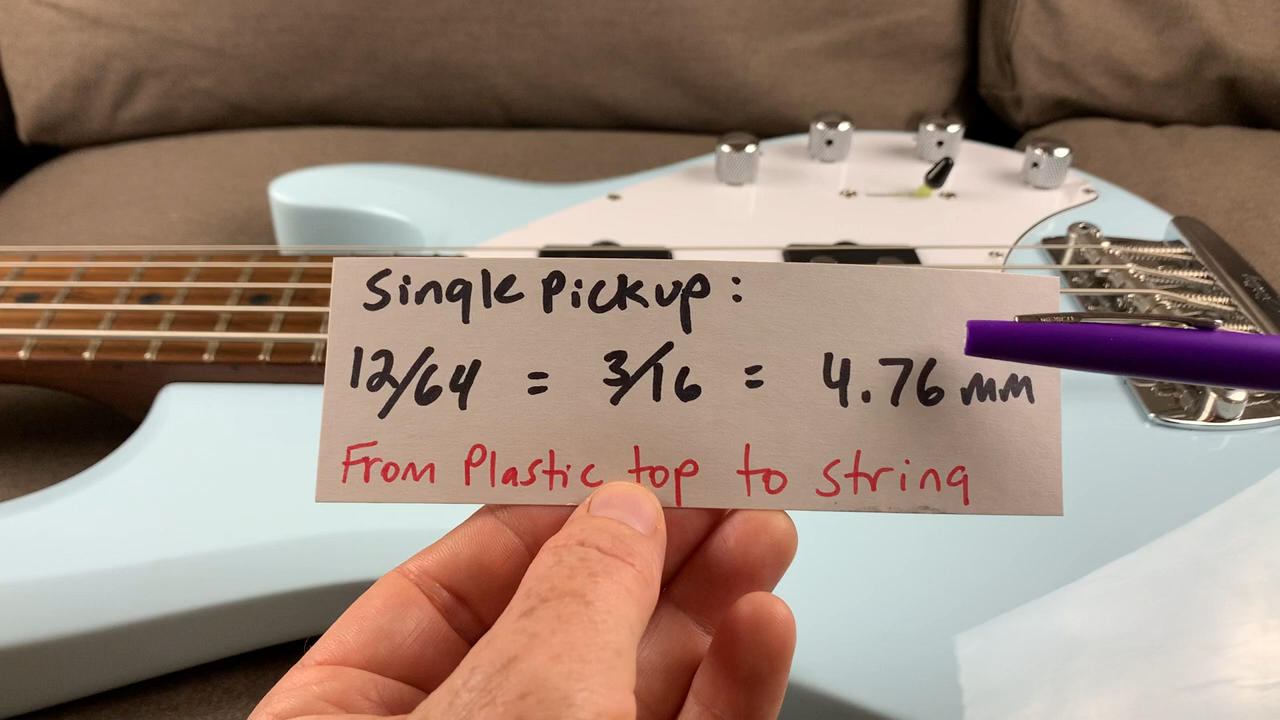 Single Pickup:
12/64 = 3/16 = 4.76 mm
From Plastic top to string